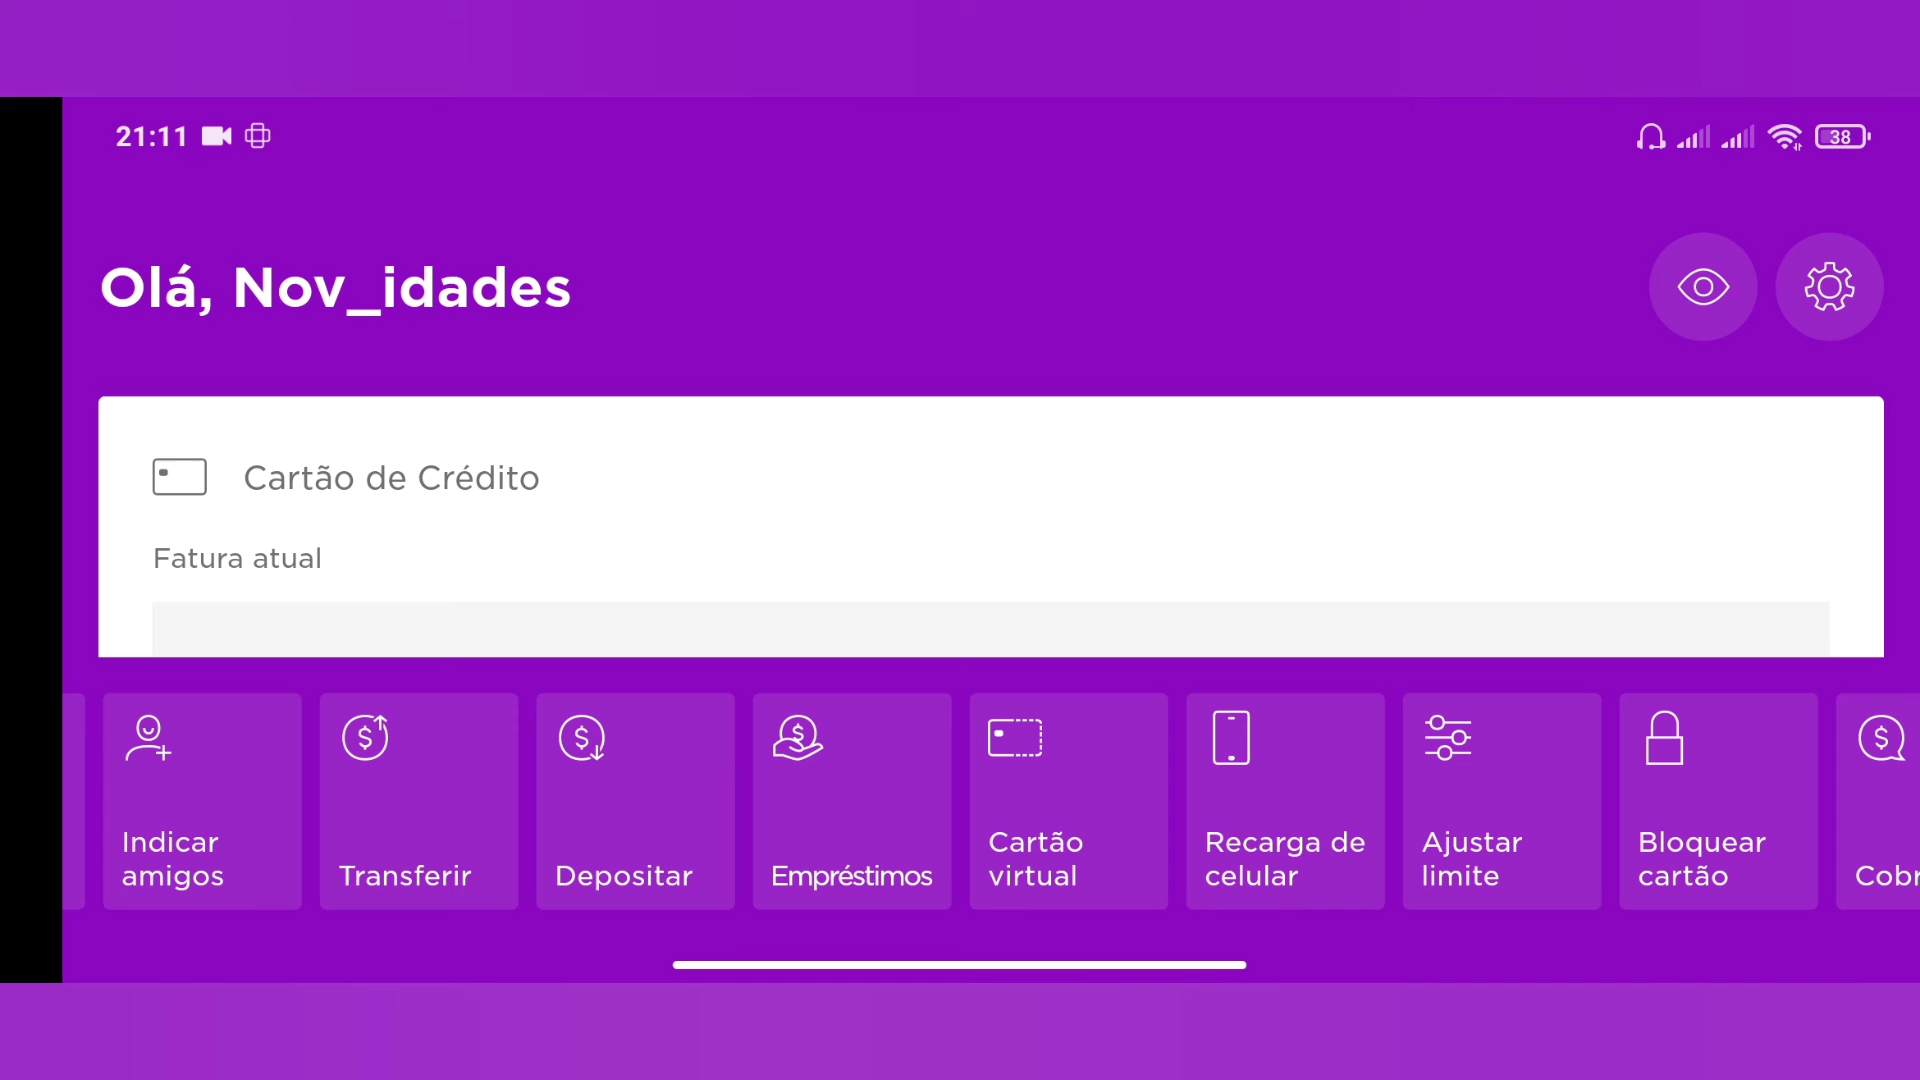 21:11
38
Olá, Nov_idades
Cartão de Crédito
Fatura atual
Indicar
amigos
Transferir
Depositar
Empréstimos
Cartão
virtual
Recarga de
celular
Ajustar
limite
Bloquear
cartão
Cobr